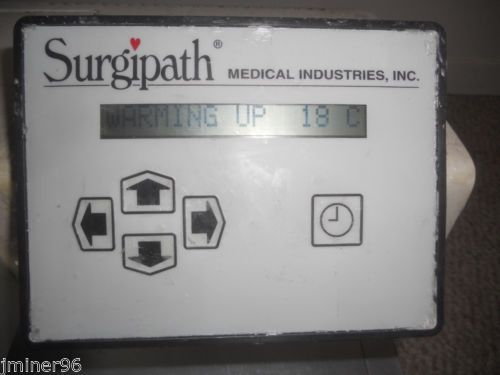 Surgipath®
MEDICAL INDUSTRIES, INC.
WARMING UP 18 C
jminer96